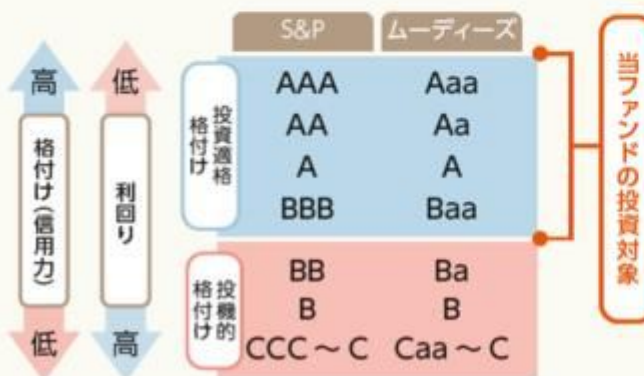 S&P ムーディーズ
高 低
格付け(信用力)
利回り
低 高
投資適格
格付け
AAA Aaa
AA Aa
A A
BBB Baa
投機的
格付け
BB Ba
B B
CCC～C Caa～C
当ファンドの投資対象